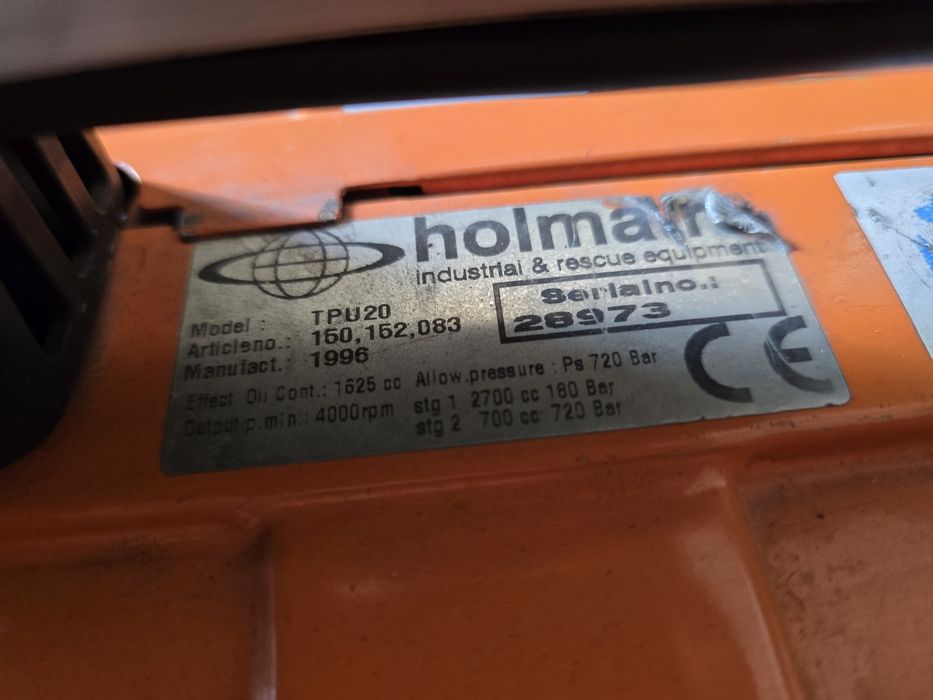 holmatro
industrial & rescue equipment
Serialno.:
28973
Model : TPU20
Articleno.: 150,152,083
Manufact.: 1996
Effect. Oil Cont.: 1625 cc Allow.pressure : Ps 720 Bar
Output p.min.: 4000rpm stg 1 2700 cc 180 Bar
stg 2 700 cc 720 Bar
CE